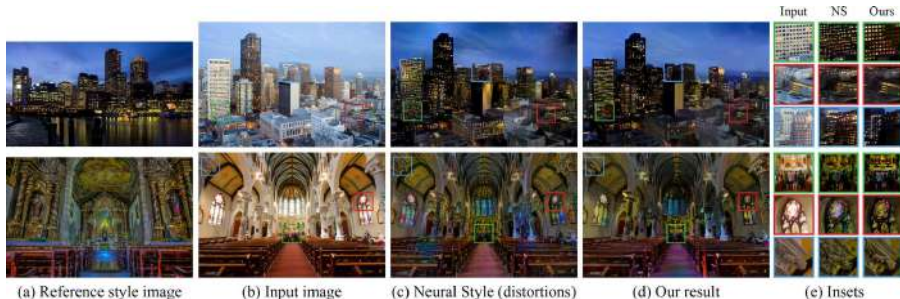 Input NS Ours
(a) Reference style image (b) Input image (c) Neural Style (distortions) (d) Our result (e) Insets